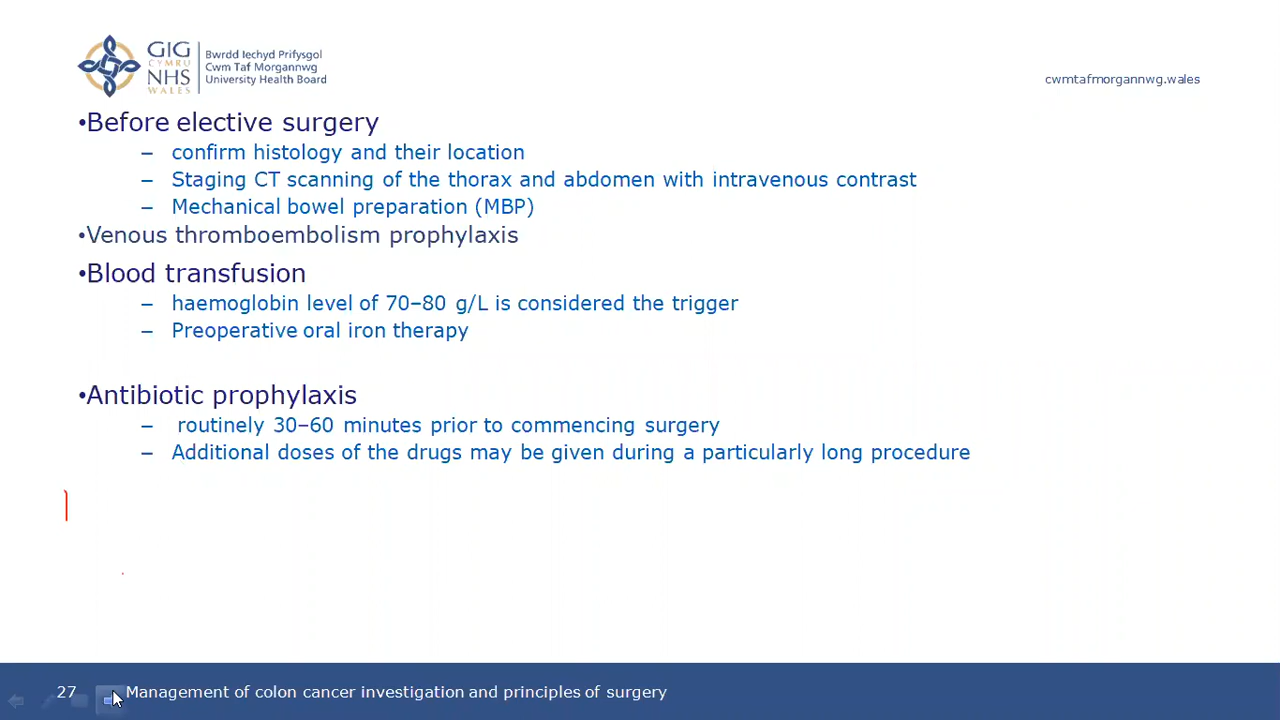 GIG
CYMRU
NHS
WALES
Bwrdd Iechyd Prifysgol
Cwm Taf Morgannwg
University Health Board
cwmtafmorgannwg.wales
•Before elective surgery
– confirm histology and their location
– Staging CT scanning of the thorax and abdomen with intravenous contrast
– Mechanical bowel preparation (MBP)
•Venous thromboembolism prophylaxis
•Blood transfusion
– haemoglobin level of 70–80 g/L is considered the trigger
– Preoperative oral iron therapy
•Antibiotic prophylaxis
– routinely 30–60 minutes prior to commencing surgery
– Additional doses of the drugs may be given during a particularly long procedure
27 Management of colon cancer investigation and principles of surgery